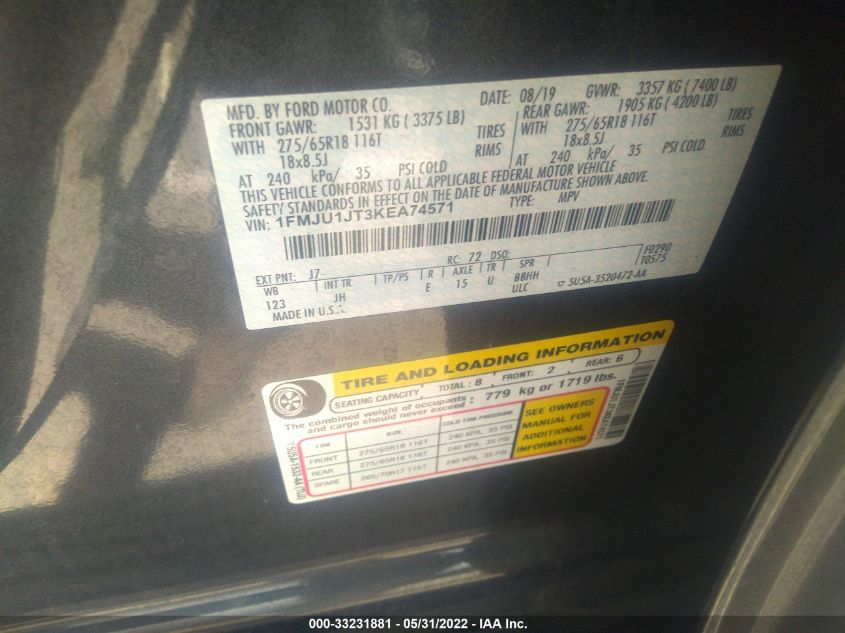 MFD. BY FORD MOTOR CO.
DATE: 08/19 GVWR: 3357 KG ( 7400 LB)
FRONT GAWR: 1531 KG ( 3375 LB)
REAR GAWR: 1905 KG ( 4200 LB)
WITH 275/65R18 116T TIRES
WITH 275/65R18 116T TIRES
18x8.5J RIMS
18x8.5J RIMS
AT 240 kPa/ 35 PSI COLD
AT 240 kPa/ 35 PSI COLD
THIS VEHICLE CONFORMS TO ALL APPLICABLE FEDERAL MOTOR VEHICLE
SAFETY STANDARDS IN EFFECT ON THE DATE OF MANUFACTURE SHOWN ABOVE.
VIN: 1FMJU1JT3KEA74571 TYPE: MPV
F0290
T0575
EXT PNT: J7 RC: 72 DSO:
WB INT TR TP/PS R AXLE TR SPR
123 JH E 15 U BBHH
ULC
MADE IN U.S.A.
5U5A-3520472-AA
TIRE AND LOADING INFORMATION
SEATING CAPACITY TOTAL : 8 FRONT: 2 REAR: 6
The combined weight of occupants
and cargo should never exceed : 779 kg or 1719 lbs.
TIRE SIZE COLD TIRE PRESSURE
FRONT 275/65R18 116T 240 KPA, 35 PSI
REAR 275/65R18 116T 240 KPA, 35 PSI
SPARE 265/70R17 115T 240 KPA, 35 PSI
SEE OWNERS
MANUAL FOR
ADDITIONAL
INFORMATION
000-33231881 - 05/31/2022 - IAA Inc.